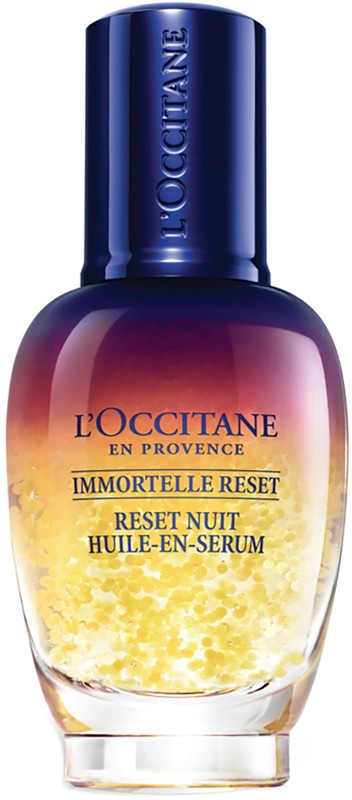 L'OCCITANE
L'OCCITANE
EN PROVENCE
IMMORTELLE RESET
RESET NUIT
HUILE-EN-SERUM